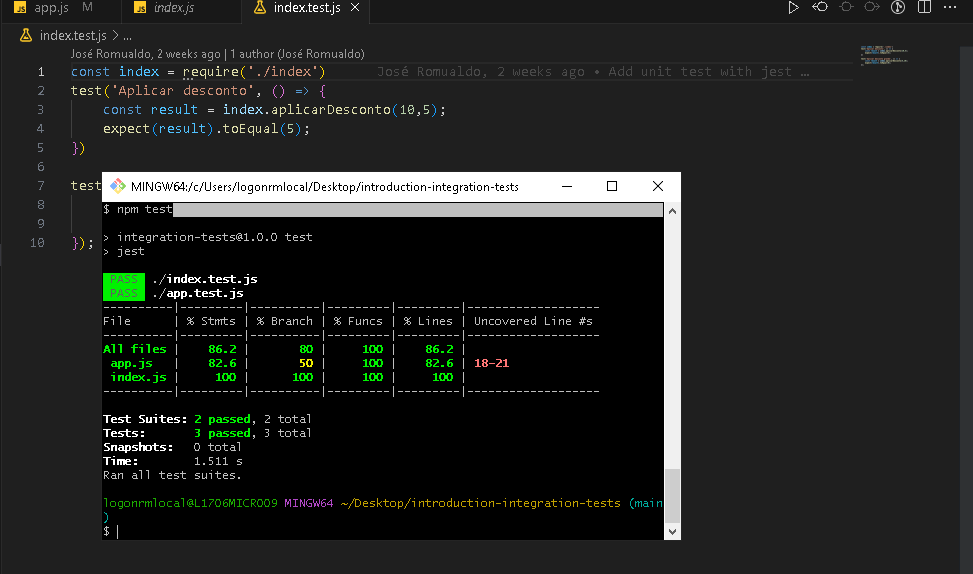 app.js M index.js index.test.js
index.test.js > ...
José Romualdo, 2 weeks ago | 1 author (José Romualdo)
1 const index = require('./index') José Romualdo, 2 weeks ago • Add unit test with jest …
2 test('Aplicar desconto', () => {
3 const result = index.aplicarDesconto(10,5);
4 expect(result).toEqual(5);
5 })
6
7 test
8
9
10 });
MINGW64:/c/Users/logonrmlocal/Desktop/introduction-integration-tests
$ npm test
> integration-tests@1.0.0 test
> jest
PASS ./index.test.js
PASS ./app.test.js
----------|---------|----------|---------|---------|-------------------
File | % Stmts | % Branch | % Funcs | % Lines | Uncovered Line #s
----------|---------|----------|---------|---------|-------------------
All files | 86.2 | 80 | 100 | 86.2 |
app.js | 82.6 | 50 | 100 | 82.6 | 18-21
index.js | 100 | 100 | 100 | 100 |
----------|---------|----------|---------|---------|-------------------
Test Suites: 2 passed, 2 total
Tests: 3 passed, 3 total
Snapshots: 0 total
Time: 1.511 s
Ran all test suites.
logonrmlocal@L1706MICRO09 MINGW64 ~/Desktop/introduction-integration-tests (main
)
$